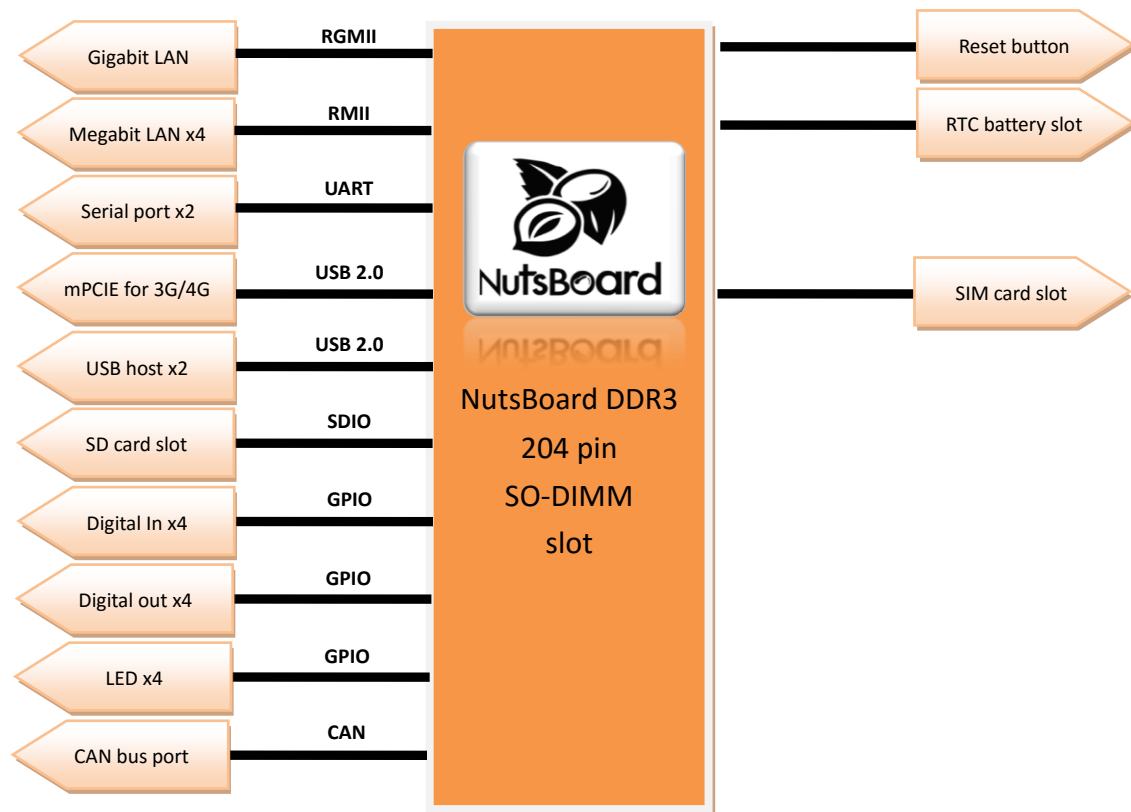 RGMII
Gigabit LAN
RMII
Megabit LAN x4
UART
Serial port x2
USB 2.0
mPCIE for 3G/4G
USB 2.0
USB host x2
SDIO
SD card slot
GPIO
Digital In x4
GPIO
Digital out x4
GPIO
LED x4
CAN
CAN bus port
NutsBoard
NutsBoard DDR3
204 pin
SO-DIMM
slot
Reset button
RTC battery slot
SIM card slot